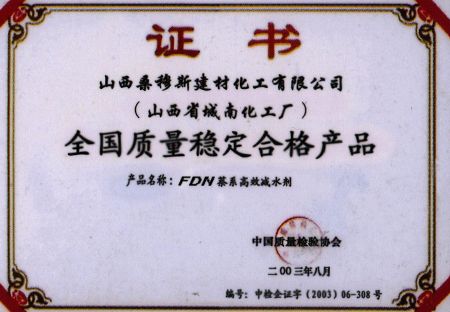 证书
山西桑穆斯建材化工有限公司
(山西省城南化工厂)
全国质量稳定合格产品
产品名称：FDN萘系高效减水剂
中国质量检验协会
二00三年八月
编号：中检企证字(2003)06-308号